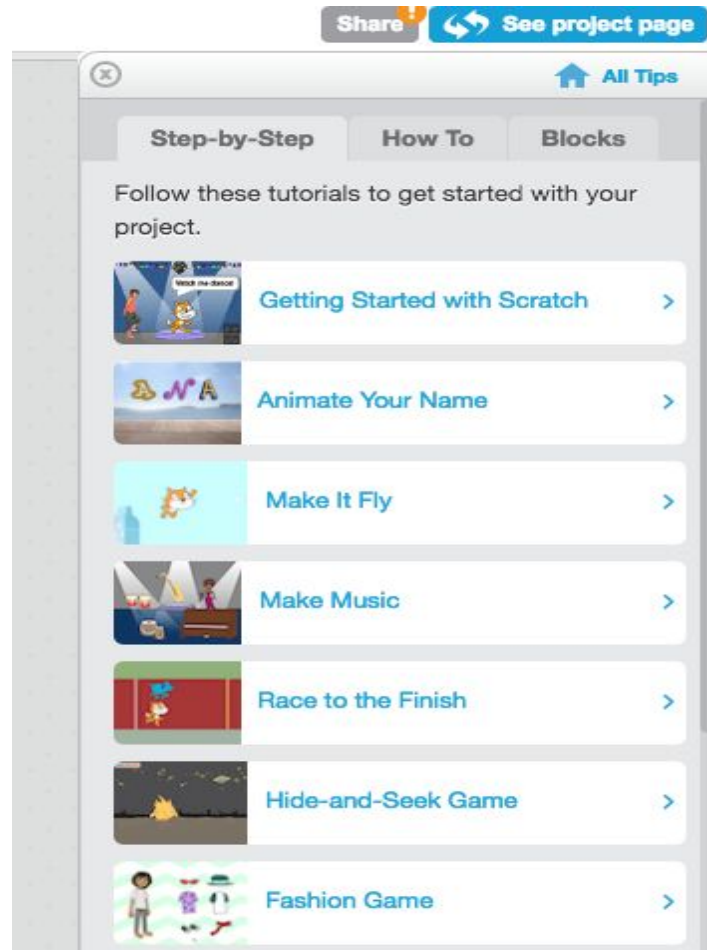 Share ! See project page
All Tips
Step-by-Step How To Blocks
Follow these tutorials to get started with your
project.
Watch me dance!
Getting Started with Scratch >
A N A
Animate Your Name >
Make It Fly >
Make Music >
Race to the Finish >
Hide-and-Seek Game >
Fashion Game >